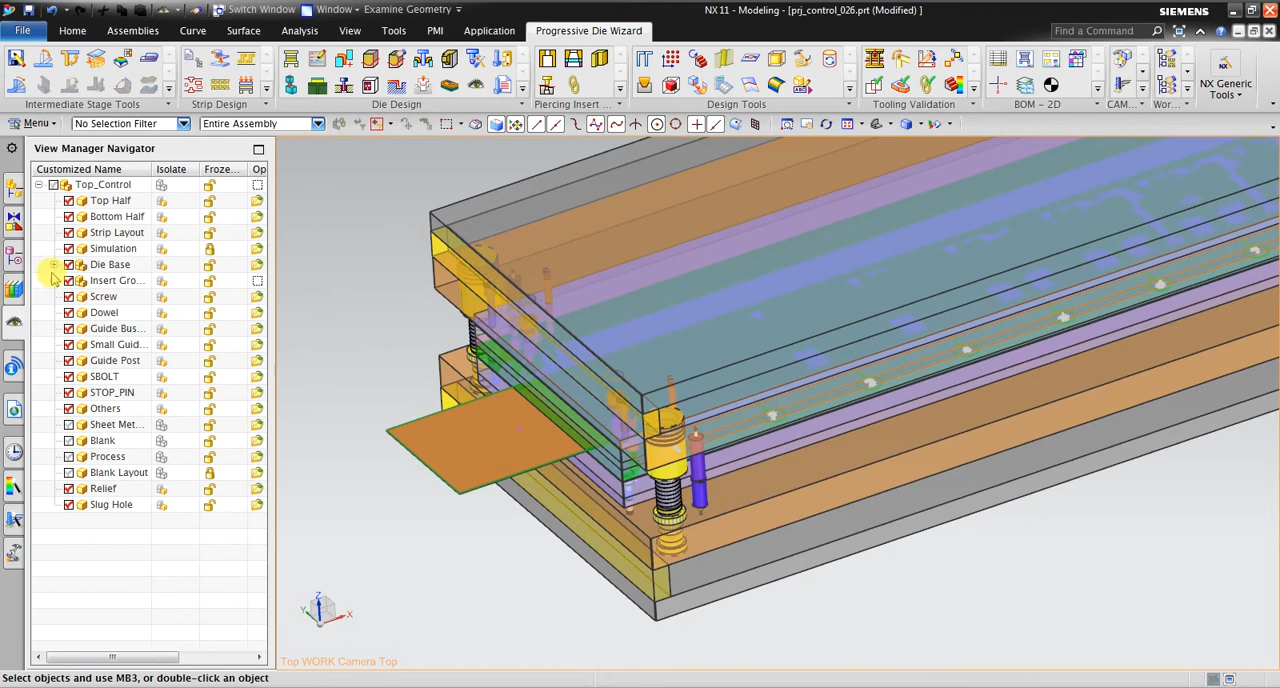 Switch Window Window Examine Geometry NX 11 - Modeling - [prj_control_026.prt (Modified) ] SIEMENS
File Home Assemblies Curve Surface Analysis View Tools PMI Application Progressive Die Wizard Find a Command
NX Generic
Tools
Intermediate Stage Tools Strip Design Die Design Piercing Insert ... Design Tools Tooling Validation BOM - 2D CAM... Wor...
Menu No Selection Filter Entire Assembly
View Manager Navigator
Customized Name Isolate Froze... Op
Top_Control
Top Half
Bottom Half
Strip Layout
Simulation
Die Base
Insert Gro...
Screw
Dowel
Guide Bus...
Small Guid...
Guide Post
SBOLT
STOP_PIN
Others
Sheet Met...
Blank
Process
Blank Layout
Relief
Slug Hole
Z
Y X
Top WORK Camera Top
Select objects and use MB3, or double-click an object